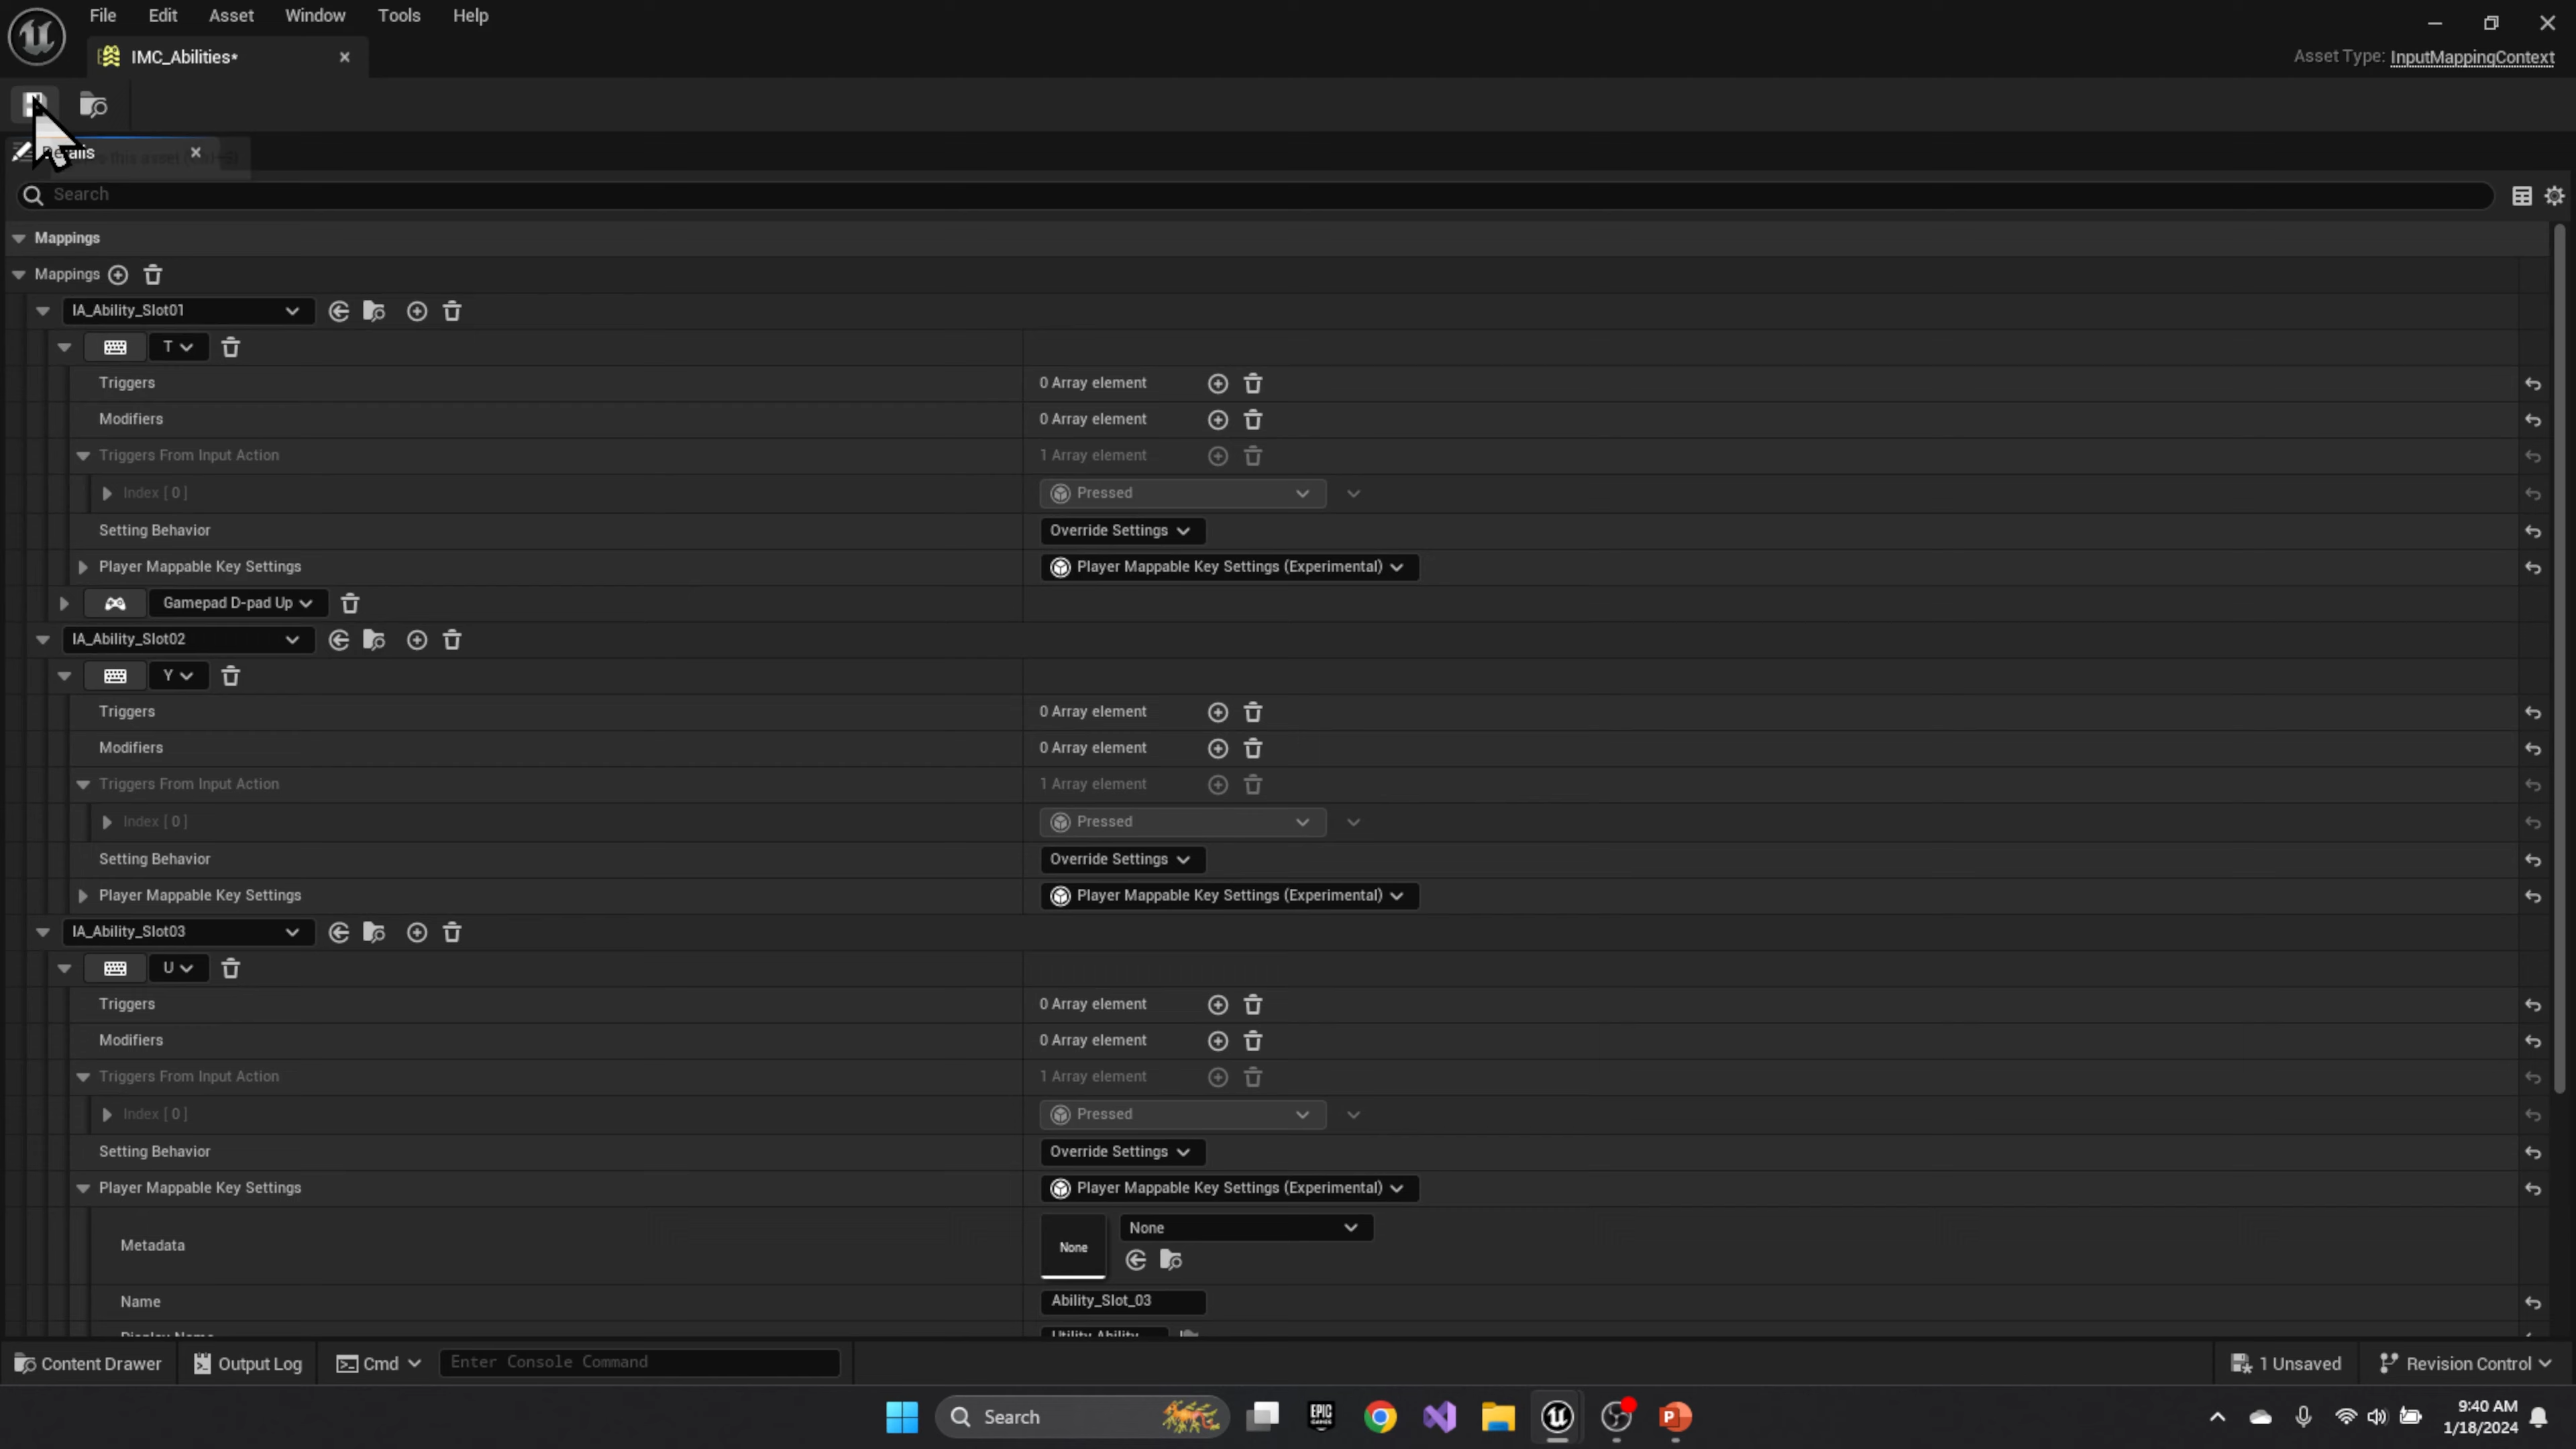 File Edit Asset Window Tools Help
IMC_Abilities*
Asset Type: InputMappingContext
Search
Mappings
Mappings
IA_Ability_Slot01
T
Triggers 0 Array element
Modifiers 0 Array element
Triggers From Input Action 1 Array element
Index [ 0 ] Pressed
Setting Behavior Override Settings
Player Mappable Key Settings Player Mappable Key Settings (Experimental)
Gamepad D-pad Up
IA_Ability_Slot02
Y
Triggers 0 Array element
Modifiers 0 Array element
Triggers From Input Action 1 Array element
Index [ 0 ] Pressed
Setting Behavior Override Settings
Player Mappable Key Settings Player Mappable Key Settings (Experimental)
IA_Ability_Slot03
U
Triggers 0 Array element
Modifiers 0 Array element
Triggers From Input Action 1 Array element
Index [ 0 ] Pressed
Setting Behavior Override Settings
Player Mappable Key Settings Player Mappable Key Settings (Experimental)
Metadata None None
Name Ability_Slot_03
Display Name Utility Ability
Content Drawer Output Log Cmd Enter Console Command 1 Unsaved Revision Control
Search EPIC GAMES 9:40 AM
1/18/2024